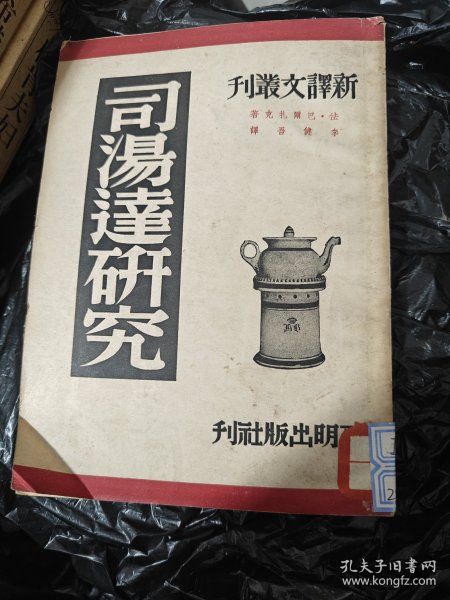 新譯文叢刊
法·巴爾扎克著
李健吾譯
司湯達研究
明出版社刊
孔夫子旧书网
www.kongfz.com